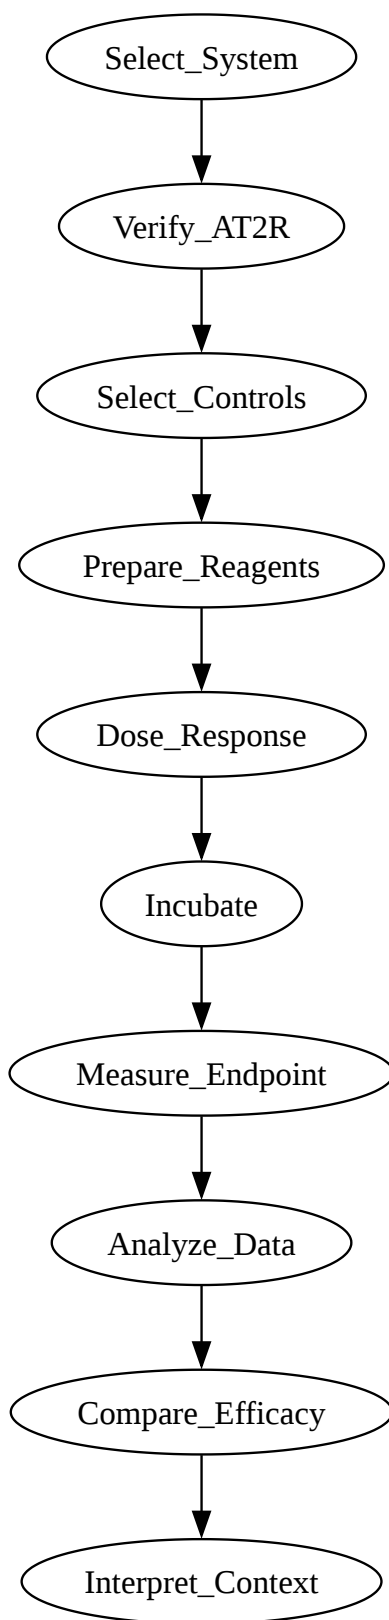 Select_System
Verify_AT2R
Select_Controls
Prepare_Reagents
Dose_Response
Incubate
Measure_Endpoint
Analyze_Data
Compare_Efficacy
Interpret_Context